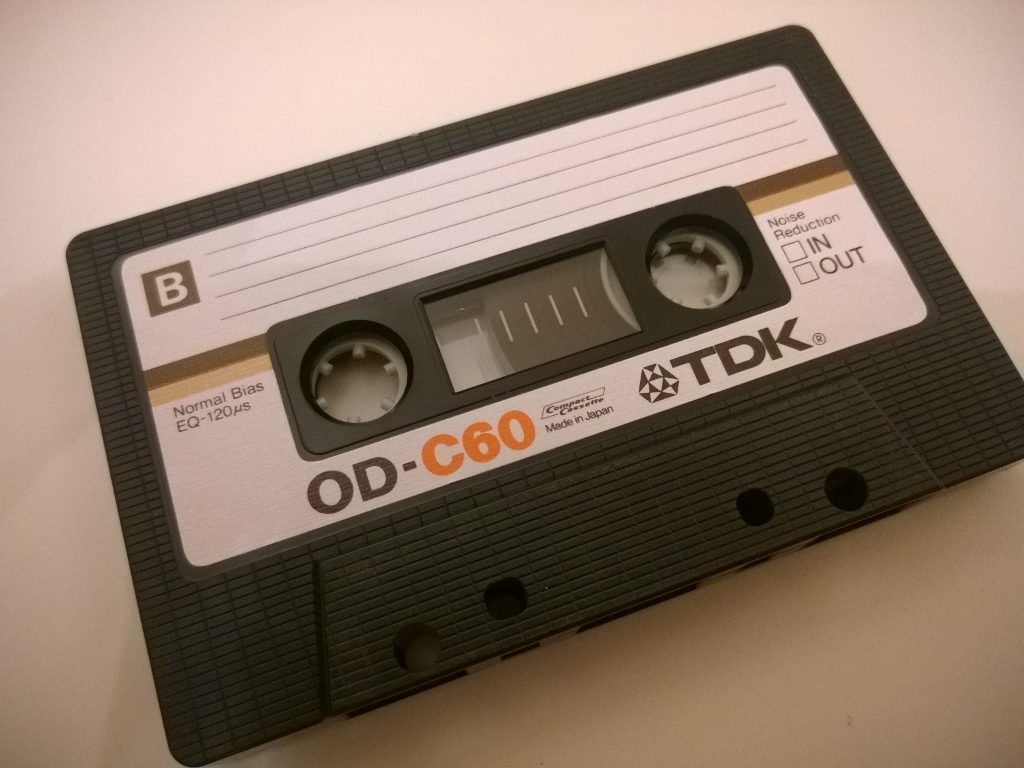 B
Noise
Reduction
IN
OUT
Normal Bias
EQ-120µs
OD-C60
Compact
Cassette
Made in Japan
TDK®